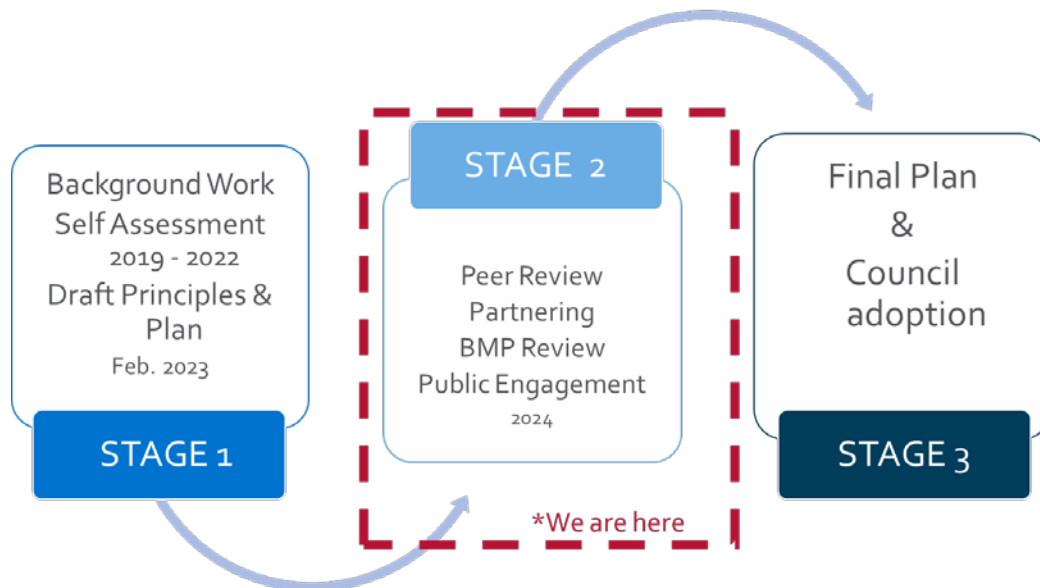 Background Work
Self Assessment
2019 - 2022
Draft Principles &
Plan
Feb. 2023
STAGE 1
STAGE 2
Peer Review
Partnering
BMP Review
Public Engagement
2024
*We are here
Final Plan
&
Council
adoption
STAGE 3